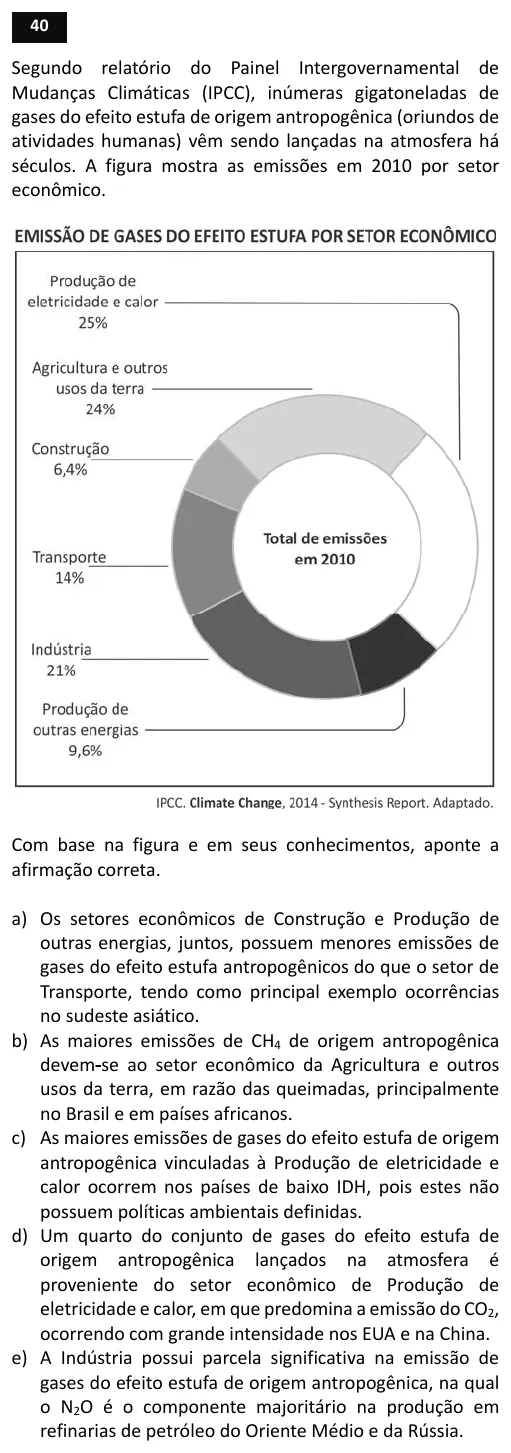 40
Segundo relatório do Painel Intergovernamental de
Mudanças Climáticas (IPCC), inúmeras gigatoneladas de
gases do efeito estufa de origem antropogênica (oriundos de
atividades humanas) vêm sendo lançadas na atmosfera há
séculos. A figura mostra as emissões em 2010 por setor
econômico.
EMISSÃO DE GASES DO EFEITO ESTUFA POR SETOR ECONÔMICO
Produção de
eletricidade e calor
25%
Agricultura e outros
usos da terra
24%
Construção
6,4%
Total de emissões
em 2010
Transporte
14%
Indústria
21%
Produção de
outras energias
9,6%
IPCC. Climate Change, 2014 - Synthesis Report. Adaptado.
Com base na figura e em seus conhecimentos, aponte a
afirmação correta.
a) Os setores econômicos de Construção e Produção de
outras energias, juntos, possuem menores emissões de
gases do efeito estufa antropogênicos do que o setor de
Transporte, tendo como principal exemplo ocorrências
no sudeste asiático.
b) As maiores emissões de CH₄ de origem antropogênica
devem-se ao setor econômico da Agricultura e outros
usos da terra, em razão das queimadas, principalmente
no Brasil e em países africanos.
c) As maiores emissões de gases do efeito estufa de origem
antropogênica vinculadas à Produção de eletricidade e
calor ocorrem nos países de baixo IDH, pois estes não
possuem políticas ambientais definidas.
d) Um quarto do conjunto de gases do efeito estufa de
origem antropogênica lançados na atmosfera é
proveniente do setor econômico de Produção de
eletricidade e calor, em que predomina a emissão do CO₂,
ocorrendo com grande intensidade nos EUA e na China.
e) A Indústria possui parcela significativa na emissão de
gases do efeito estufa de origem antropogênica, na qual
o N₂O é o componente majoritário na produção em
refinarias de petróleo do Oriente Médio e da Rússia.